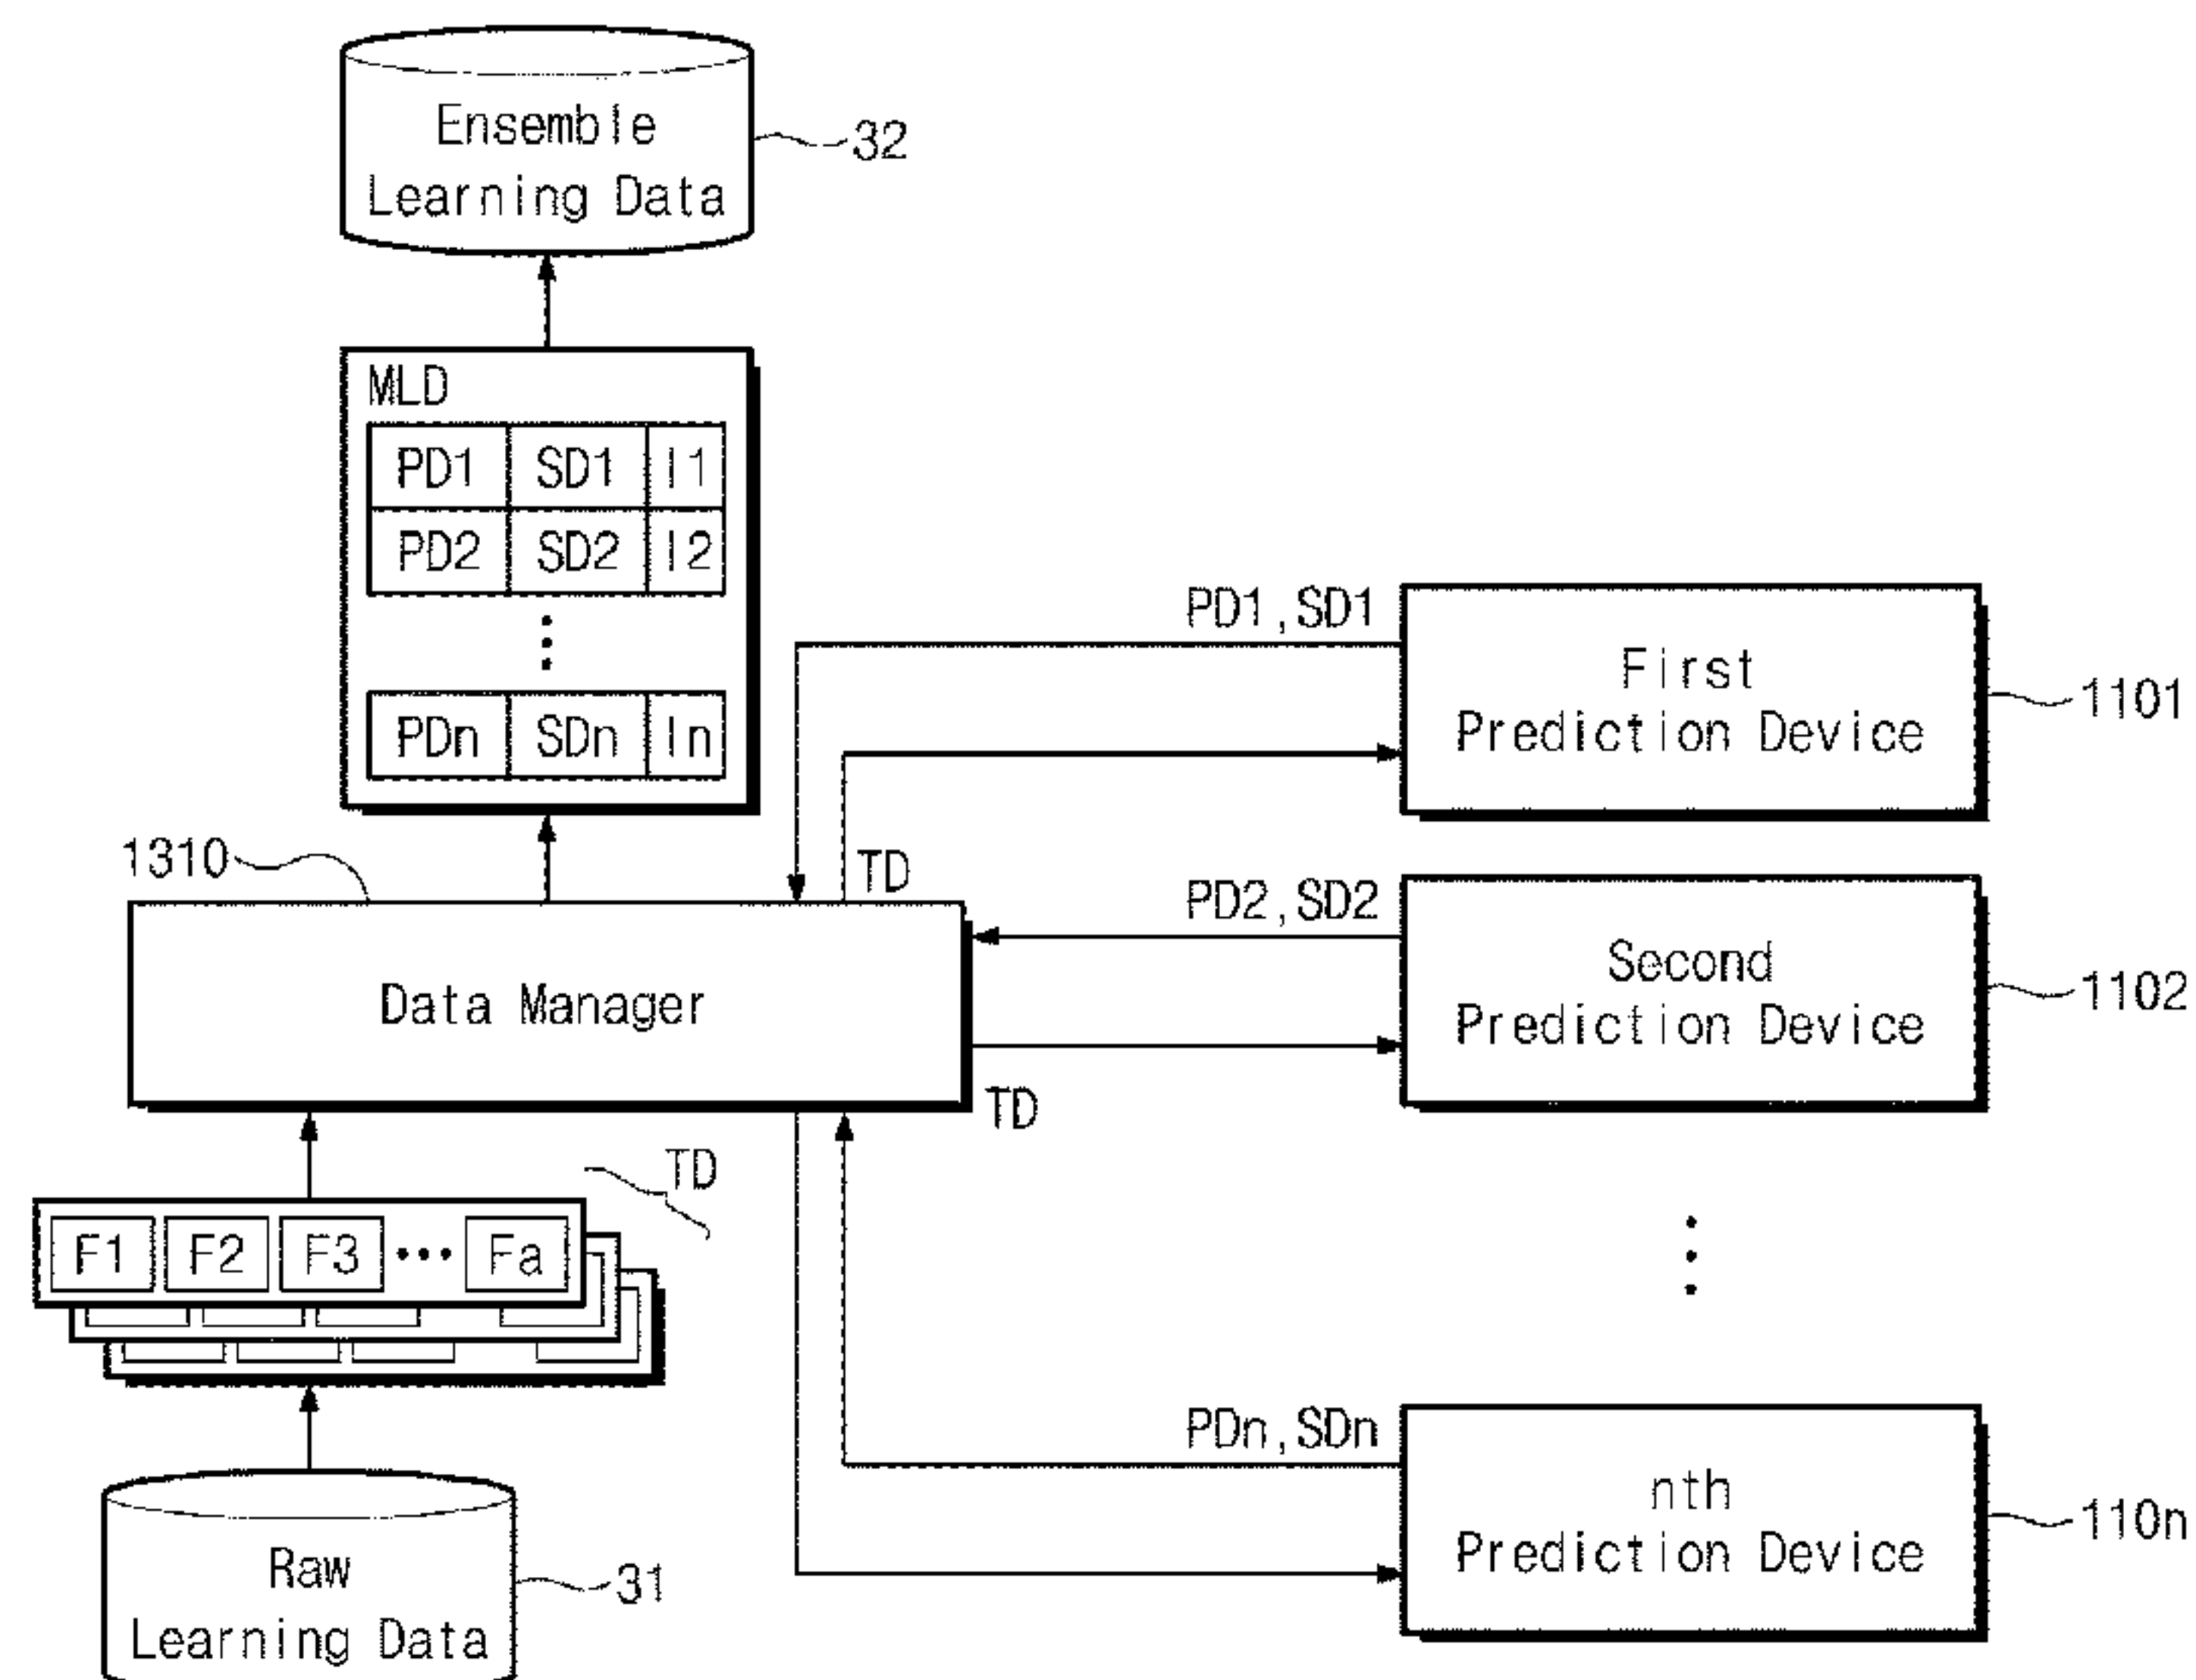 Ensemble
Learning Data
32
MLD
PD1 SD1 I1
PD2 SD2 I2
PDn SDn In
PD1,SD1
First
Prediction Device
1101
1310
TD
PD2,SD2
Second
Prediction Device
1102
Data Manager
TD
TD
F1 F2 F3 ••• Fa
PDn,SDn
nth
Prediction Device
110n
Raw
Learning Data
31